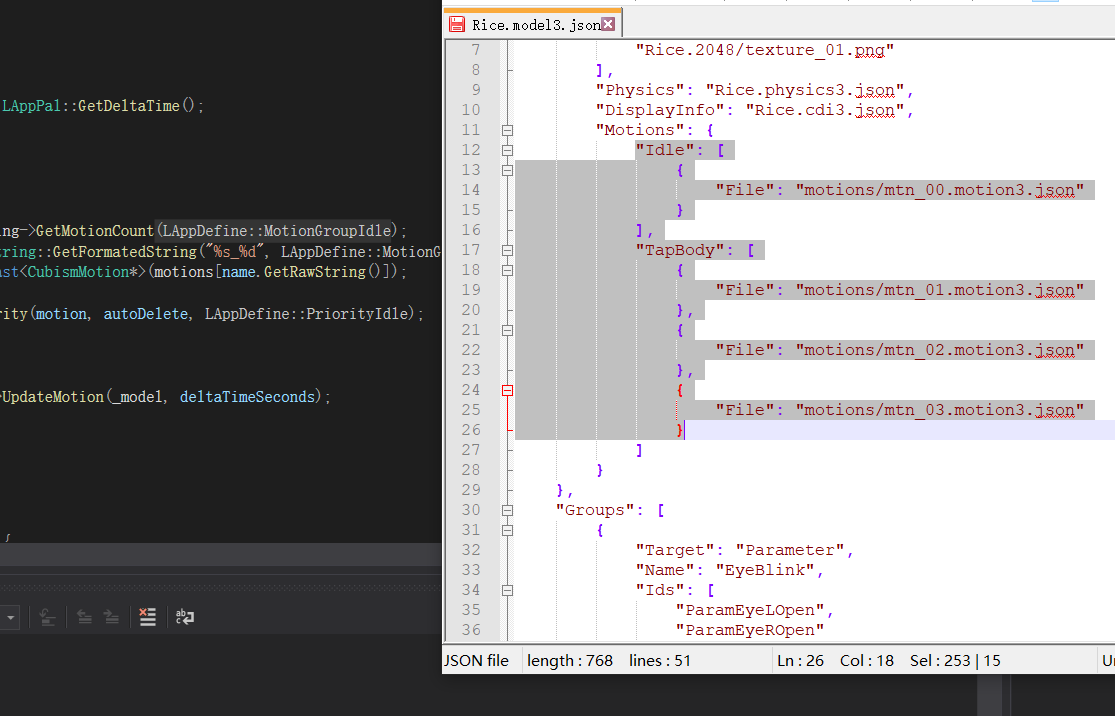 LAppPal::GetDeltaTime();
ng->GetMotionCount(LAppDefine::MotionGroupIdle);
tring::GetFormatedString("%s_%d", LAppDefine::MotionG
ast<CubismMotion*>(motions[name.GetRawString()]);
rity(motion, autoDelete, LAppDefine::PriorityIdle);
UpdateMotion(_model, deltaTimeSeconds);
{
Rice.model3.json
7 "Rice.2048/texture_01.png"
8 ],
9 "Physics": "Rice.physics3.json",
10 "DisplayInfo": "Rice.cdi3.json",
11 "Motions": {
12 "Idle": [
13 {
14 "File": "motions/mtn_00.motion3.json"
15 }
16 ],
17 "TapBody": [
18 {
19 "File": "motions/mtn_01.motion3.json"
20 },
21 {
22 "File": "motions/mtn_02.motion3.json"
23 },
24 {
25 "File": "motions/mtn_03.motion3.json"
26 }
27 ]
28 }
29 },
30 "Groups": [
31 {
32 "Target": "Parameter",
33 "Name": "EyeBlink",
34 "Ids": [
35 "ParamEyeLOpen",
36 "ParamEyeROpen"
JSON file length : 768 lines : 51 Ln : 26 Col : 18 Sel : 253 | 15